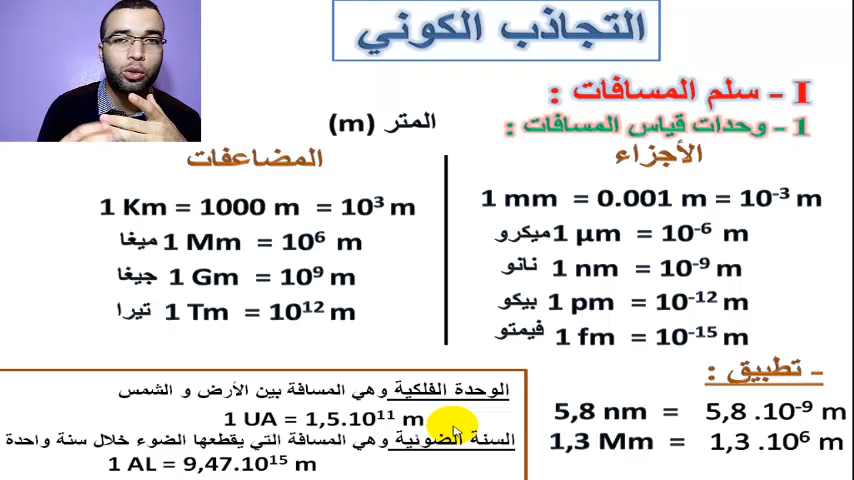 التجاذب الكوني
I - سلم المسافات :
1 - وحدات قياس المسافات :
المتر (m)
الأجزاء
1 mm = 0.001 m = 10⁻³ m
ميكرو 1 µm = 10⁻⁶ m
نانو 1 nm = 10⁻⁹ m
بيكو 1 pm = 10⁻¹² m
فيمتو 1 fm = 10⁻¹⁵ m
المضاعفات
1 Km = 1000 m = 10³ m
ميغا 1 Mm = 10⁶ m
جيغا 1 Gm = 10⁹ m
تيرا 1 Tm = 10¹² m
- تطبيق :
5,8 nm = 5,8 .10⁻⁹ m
1,3 Mm = 1,3 .10⁶ m
الوحدة الفلكية وهي المسافة بين الأرض و الشمس
1 UA = 1,5.10¹¹ m
السنة الضوئية وهي المسافة التي يقطعها الضوء خلال سنة واحدة
1 AL = 9,47.10¹⁵ m